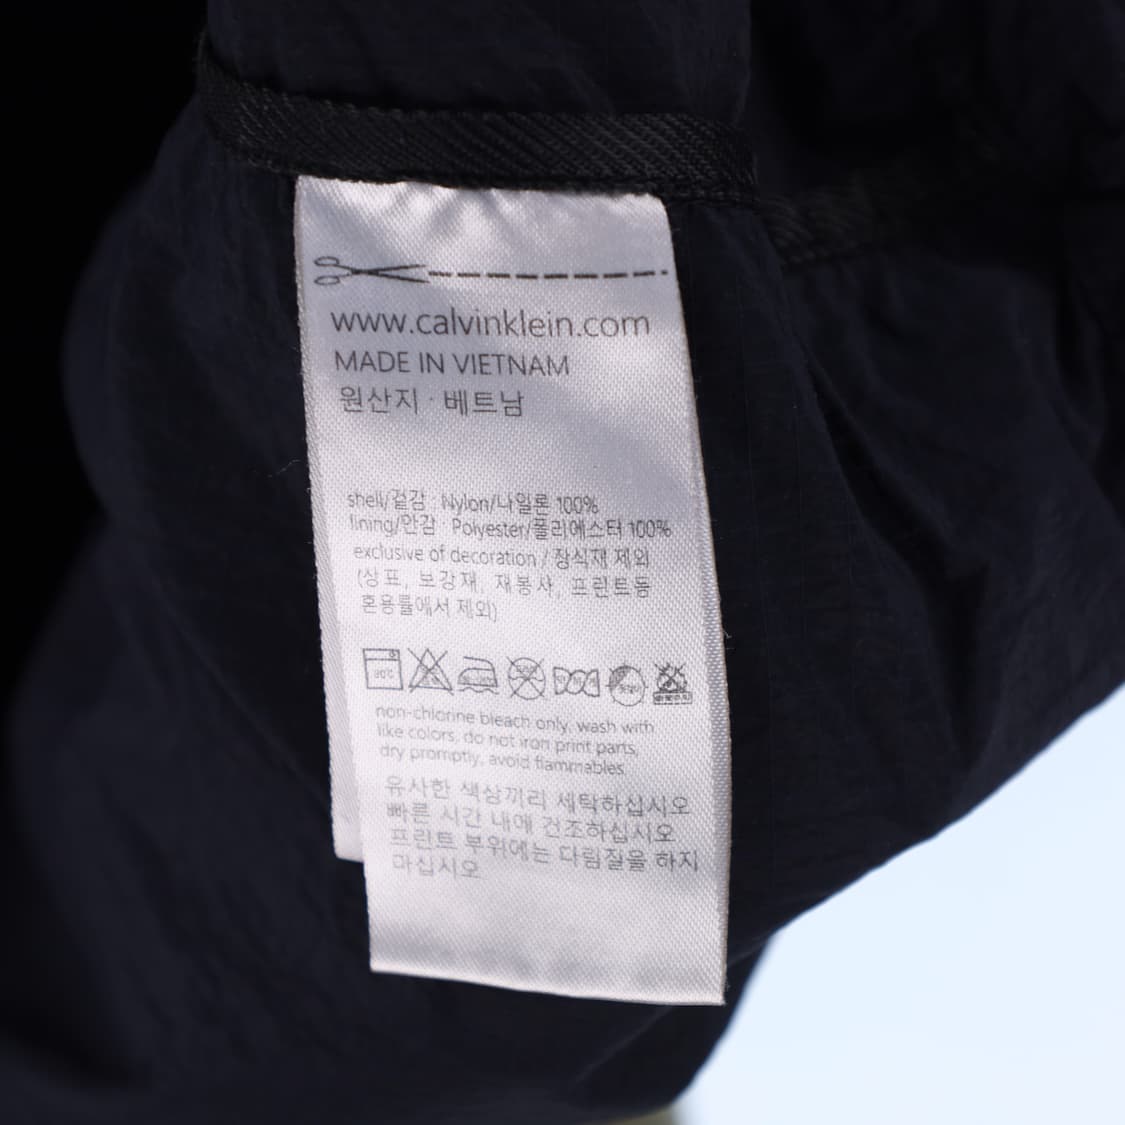 www.calvinklein.com
MADE IN VIETNAM
원산지 · 베트남
shell/겉감 Nylon/나일론 100%
lining/안감 Polyester/폴리에스터 100%
exclusive of decoration / 장식재 제외
(상표, 보강재, 재봉사, 프린트등
혼용률에서 제외)
30℃
non-chlorine bleach only, wash with
like colors, do not iron print parts,
dry promptly, avoid flammables.
유사한 색상끼리 세탁하십시오
빠른 시간 내에 건조하십시오
프린트 부위에는 다림질을 하지
마십시오